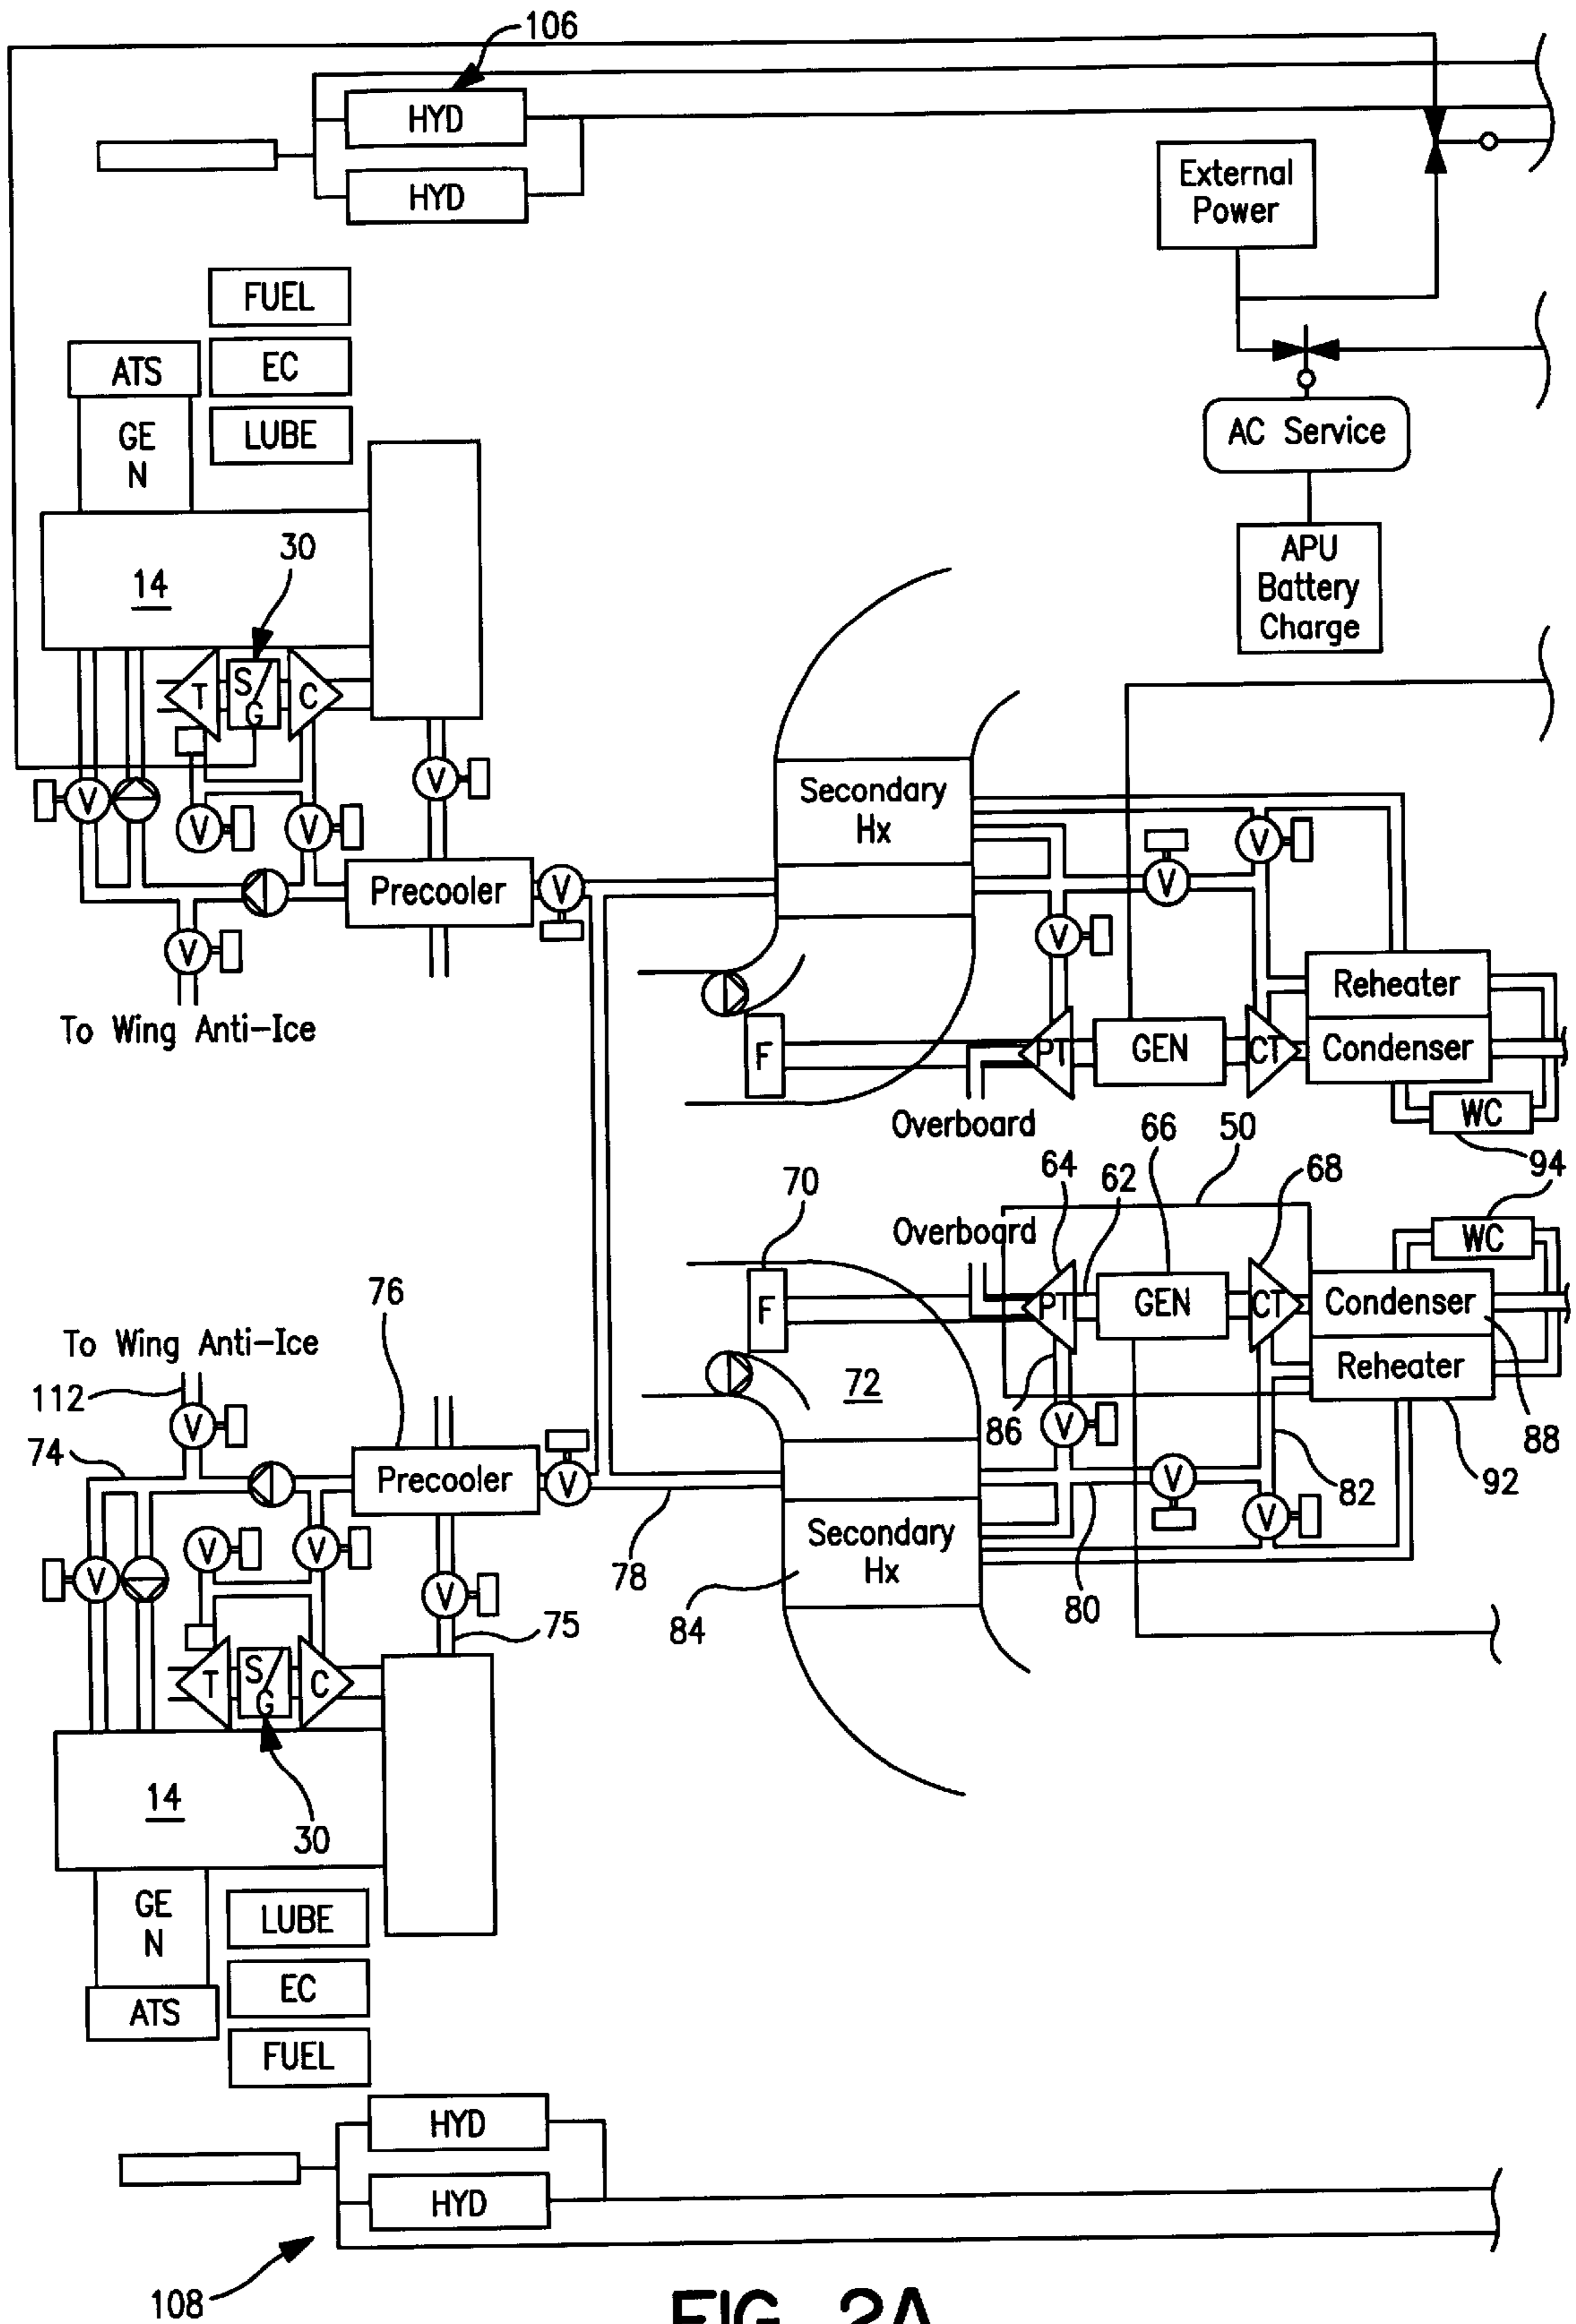 106
HYD
HYD
External
Power
FUEL
ATS
EC
GE
N
LUBE
AC Service
APU
Battery
Charge
14
30
T
S/
G
C
V
V
V
V
V
Precooler
V
To Wing Anti-Ice
Secondary
Hx
V
V
V
Reheater
Condenser
F
PT
GEN
CT
WC
Overboard
94
66
50
64
62
68
70
Overboard
WC
F
PT
GEN
CT
Condenser
Reheater
76
To Wing Anti-Ice
112
V
74
Precooler
V
72
86
V
88
V
82
92
Secondary
Hx
V
78
80
84
V
V
V
V
75
T
S/
G
C
14
30
GE
N
LUBE
ATS
EC
FUEL
HYD
HYD
108
FIG. 2A